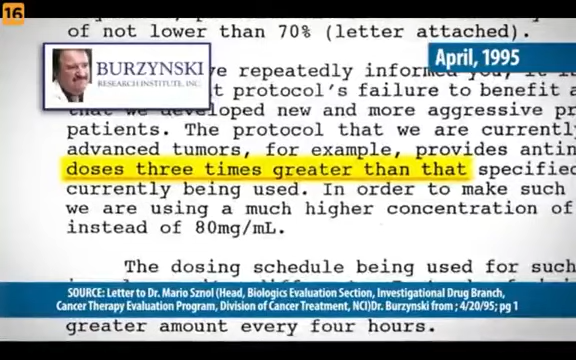 16
of not lower than 70% (letter attached).
April, 1995
BURZYNSKI
RESEARCH INSTITUTE, INC.
ve repeatedly informed you, it is
t protocol's failure to benefit a
that we developed new and more aggressive pr
patients. The protocol that we are currentl
advanced tumors, for example, provides antin
doses three times greater than that specifie
currently being used. In order to make such
we are using a much higher concentration of
instead of 80mg/mL.
The dosing schedule being used for such
SOURCE: Letter to Dr. Mario Sznol (Head, Biologics Evaluation Section, Investigational Drug Branch,
Cancer Therapy Evaluation Program, Division of Cancer Treatment, NCI)Dr. Burzynski from ; 4/20/95; pg 1
greater amount every four hours.